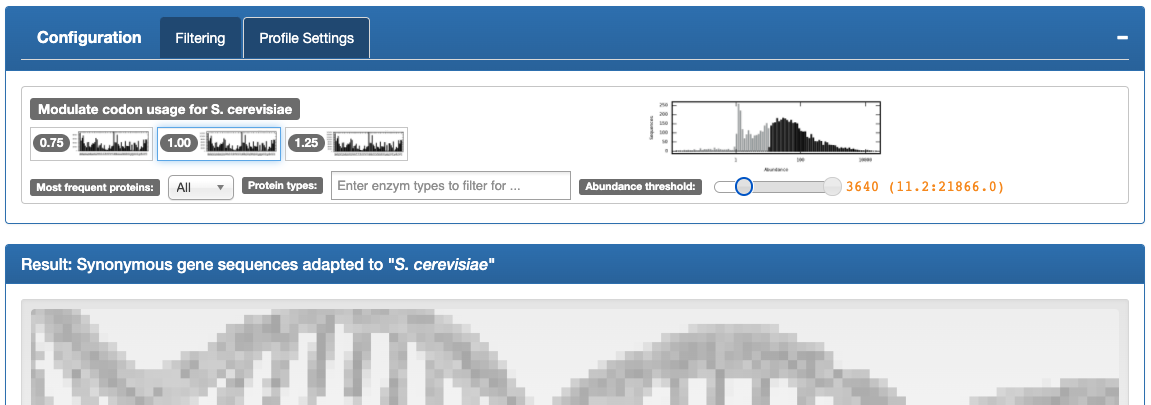 Configuration Filtering Profile Settings
Modulate codon usage for S. cerevisiae
0.75 1.00 1.25
250
200
150
100
50
0
Sequences
1 100 10000
Abundance
Most frequent proteins: All Protein types: Enter enzym types to filter for ... Abundance threshold: 3640 (11.2:21866.0)
Result: Synonymous gene sequences adapted to "S. cerevisiae"